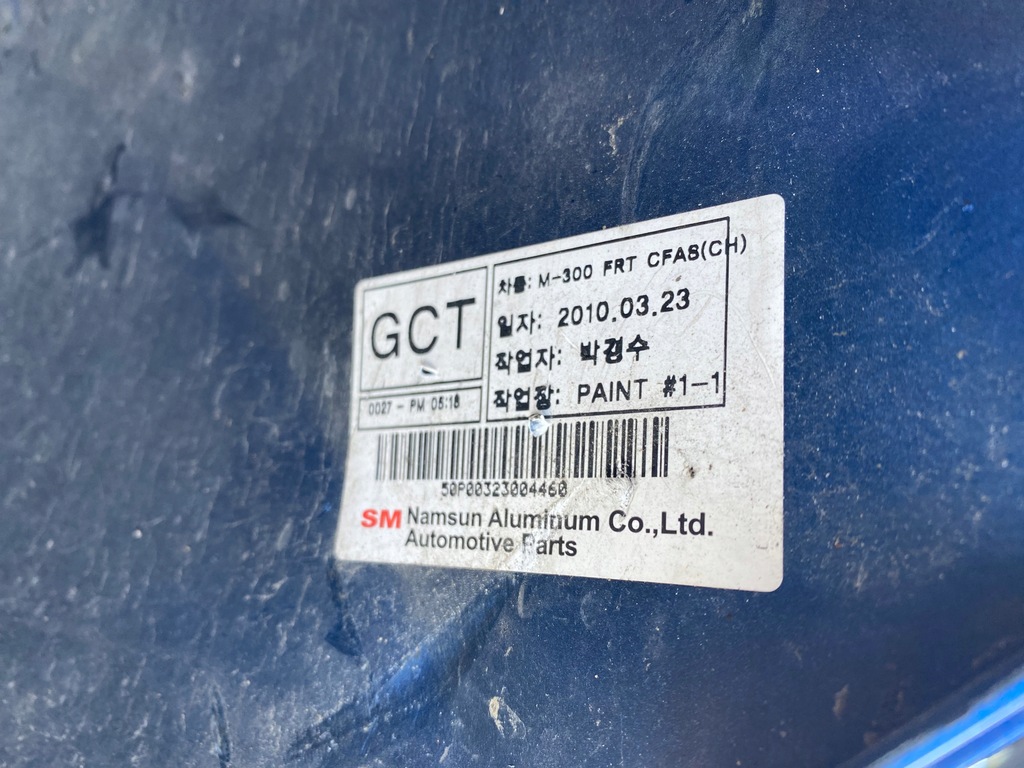 GCT
0027 - PM 05:18
차종: M-300 FRT CFAS(CH)
일자: 2010.03.23
작업자: 박경수
작업장: PAINT #1-1
50P00323004460
SM Namsun Aluminum Co.,Ltd.
Automotive Parts